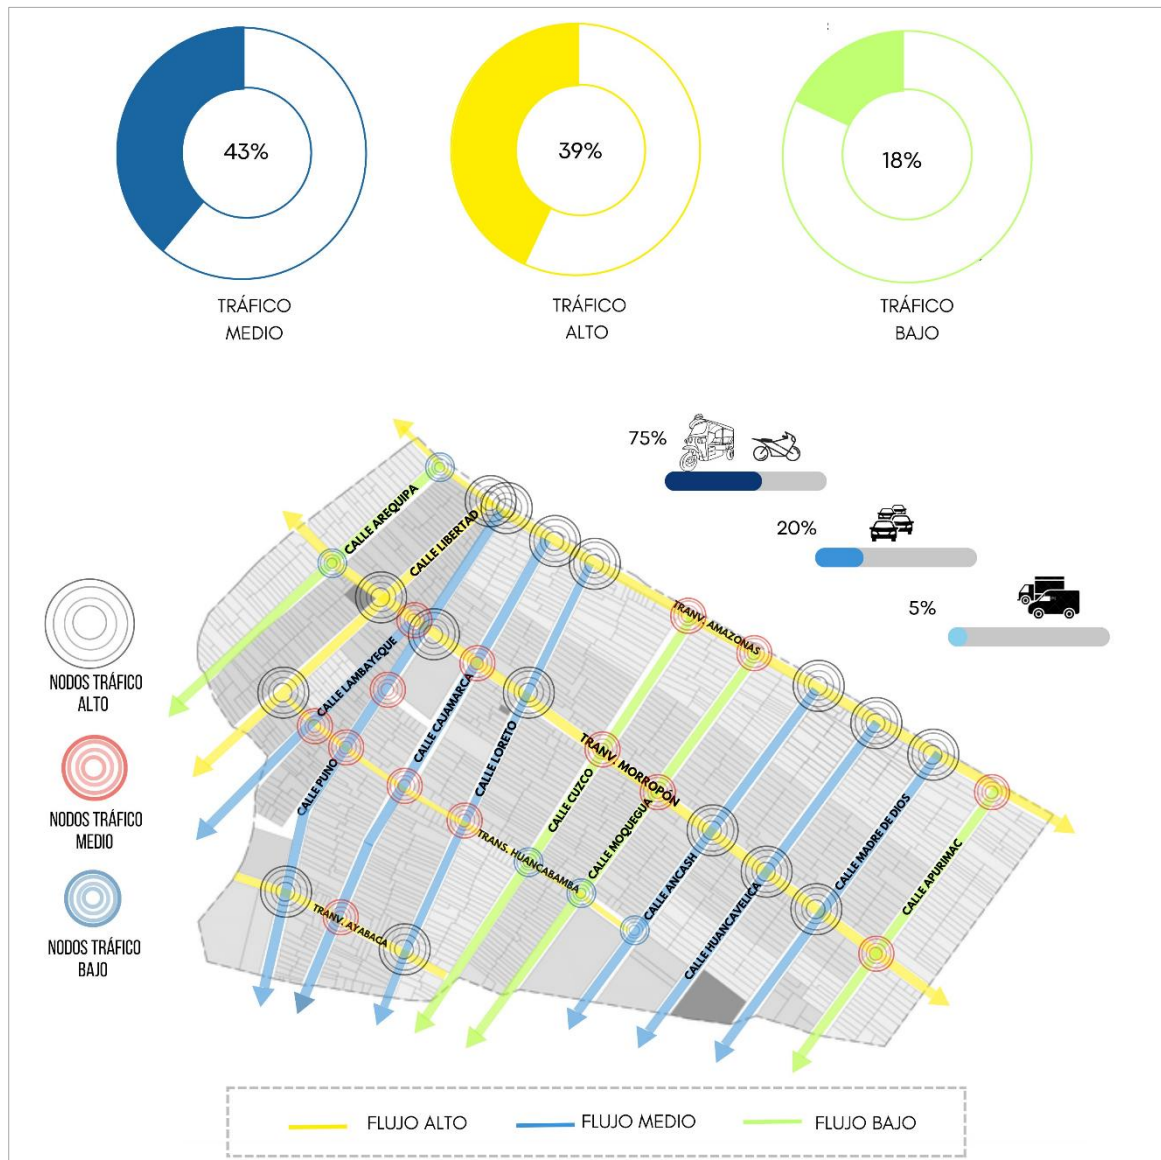 43%
39%
18%
TRÁFICO
MEDIO
TRÁFICO
ALTO
TRÁFICO
BAJO
75%
20%
5%
CALLE AREQUIPA
CALLE LIBERTAD
CALLE LAMBAYEQUE
CALLE PUNO
CALLE CAJAMARCA
CALLE LORETO
CALLE CUZCO
CALLE MOQUEGUA
CALLE ANCASH
CALLE HUANCAVELICA
CALLE MADRE DE DIOS
CALLE APURIMAC
TRANV. AMAZONAS
TRANV. MORROPÓN
TRANS. HUANCABAMBA
TRANV. AYABACA
NODOS TRÁFICO
ALTO
NODOS TRÁFICO
MEDIO
NODOS TRÁFICO
BAJO
FLUJO ALTO
FLUJO MEDIO
FLUJO BAJO